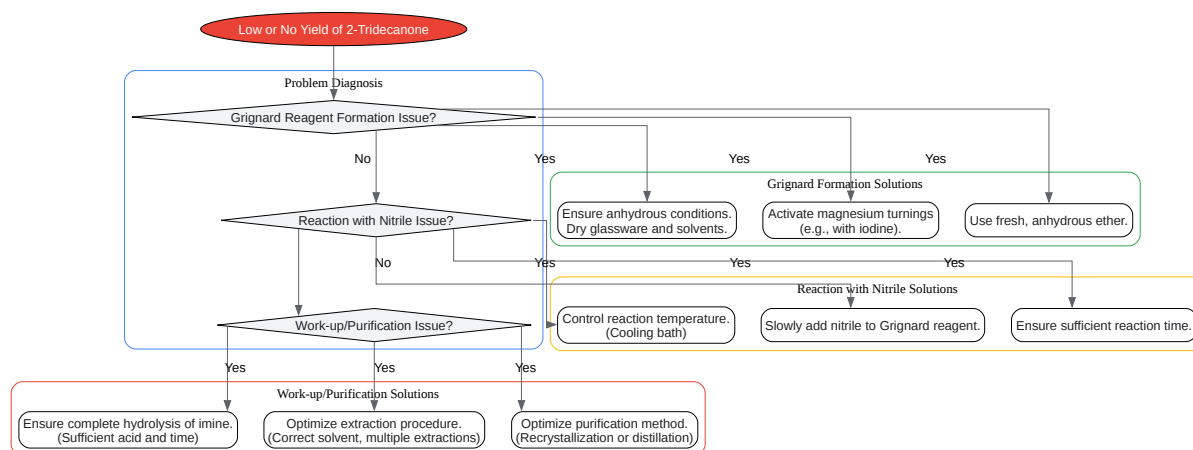 Low or No Yield of 2-Tridecanone
Problem Diagnosis
Grignard Reagent Formation Issue?
No
Yes
Yes
Yes
Grignard Formation Solutions
Reaction with Nitrile Issue?
Ensure anhydrous conditions.
Dry glassware and solvents.
Activate magnesium turnings
(e.g., with iodine).
Use fresh, anhydrous ether.
No
Yes
Yes
Yes
Reaction with Nitrile Solutions
Work-up/Purification Issue?
Control reaction temperature.
(Cooling bath)
Slowly add nitrile to Grignard reagent.
Ensure sufficient reaction time.
Yes
Yes
Yes
Work-up/Purification Solutions
Ensure complete hydrolysis of imine.
(Sufficient acid and time)
Optimize extraction procedure.
(Correct solvent, multiple extractions)
Optimize purification method.
(Recrystallization or distillation)